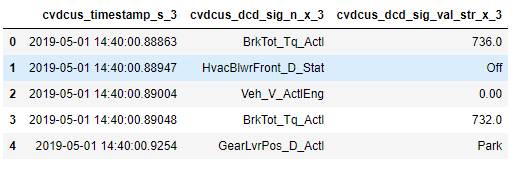 cvdcus_timestamp_s_3 cvdcus_dcd_sig_n_x_3 cvdcus_dcd_sig_val_str_x_3
0 2019-05-01 14:40:00.88863 BrkTot_Tq_Actl 736.0
1 2019-05-01 14:40:00.88947 HvacBlwrFront_D_Stat Off
2 2019-05-01 14:40:00.89004 Veh_V_ActlEng 0.00
3 2019-05-01 14:40:00.89048 BrkTot_Tq_Actl 732.0
4 2019-05-01 14:40:00.9254 GearLvrPos_D_Actl Park